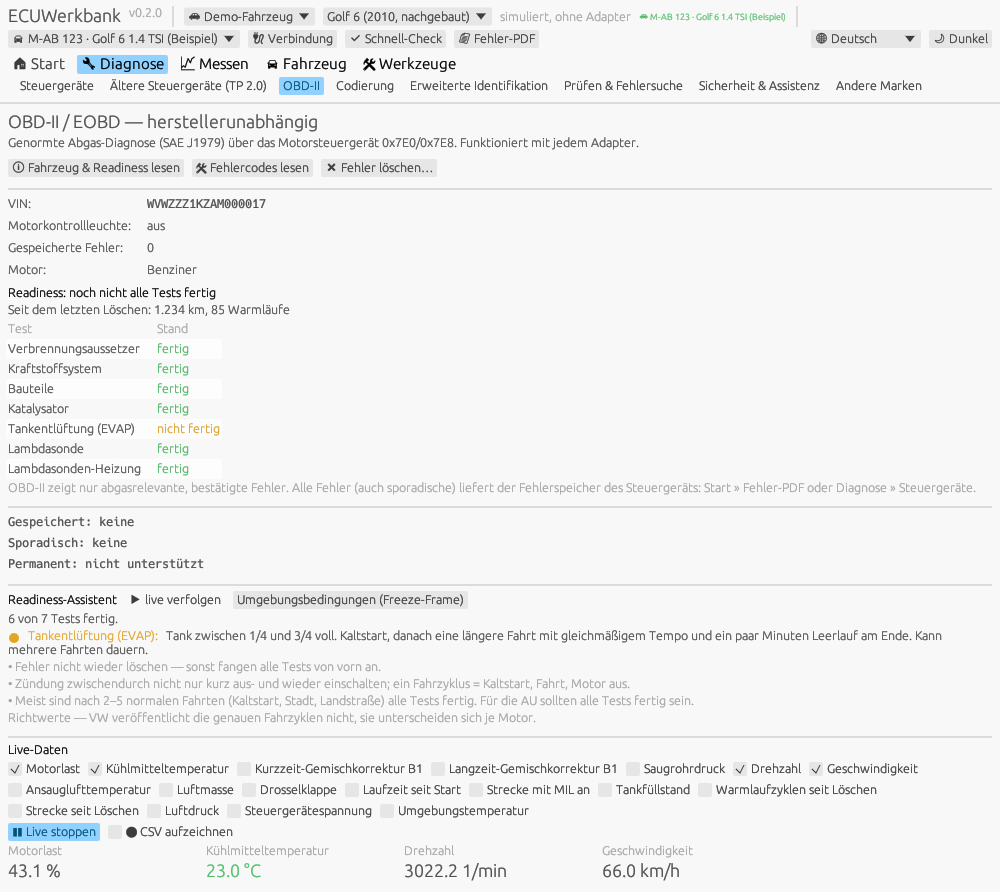 ECUWerkbank v0.2.0 Demo-Fahrzeug Golf 6 (2010, nachgebaut) simuliert, ohne Adapter M-AB 123 · Golf 6 1.4 TSI (Beispiel)
M-AB 123 · Golf 6 1.4 TSI (Beispiel) Verbindung Schnell-Check Fehler-PDF Deutsch Dunkel
Start Diagnose Messen Fahrzeug Werkzeuge
Steuergeräte Ältere Steuergeräte (TP 2.0) OBD-II Codierung Erweiterte Identifikation Prüfen & Fehlersuche Sicherheit & Assistenz Andere Marken
OBD-II / EOBD — herstellerunabhängig
Genormte Abgas-Diagnose (SAE J1979) über das Motorsteuergerät 0x7E0/0x7E8. Funktioniert mit jedem Adapter.
Fahrzeug & Readiness lesen Fehlercodes lesen Fehler löschen…
VIN: WVWZZZ1KZAM000017
Motorkontrollleuchte: aus
Gespeicherte Fehler: 0
Motor: Benziner
Readiness: noch nicht alle Tests fertig
Seit dem letzten Löschen: 1.234 km, 85 Warmläufe
Test Stand
Verbrennungsaussetzer fertig
Kraftstoffsystem fertig
Bauteile fertig
Katalysator fertig
Tankentlüftung (EVAP) nicht fertig
Lambdasonde fertig
Lambdasonden-Heizung fertig
OBD-II zeigt nur abgasrelevante, bestätigte Fehler. Alle Fehler (auch sporadische) liefert der Fehlerspeicher des Steuergeräts: Start » Fehler-PDF oder Diagnose » Steuergeräte.
Gespeichert: keine
Sporadisch: keine
Permanent: nicht unterstützt
Readiness-Assistent live verfolgen Umgebungsbedingungen (Freeze-Frame)
6 von 7 Tests fertig.
Tankentlüftung (EVAP): Tank zwischen 1/4 und 3/4 voll. Kaltstart, danach eine längere Fahrt mit gleichmäßigem Tempo und ein paar Minuten Leerlauf am Ende. Kann
mehrere Fahrten dauern.
• Fehler nicht wieder löschen — sonst fangen alle Tests von vorn an.
• Zündung zwischendurch nicht nur kurz aus- und wieder einschalten; ein Fahrzyklus = Kaltstart, Fahrt, Motor aus.
• Meist sind nach 2–5 normalen Fahrten (Kaltstart, Stadt, Landstraße) alle Tests fertig. Für die AU sollten alle Tests fertig sein.
Richtwerte — VW veröffentlicht die genauen Fahrzyklen nicht, sie unterscheiden sich je Motor.
Live-Daten
Motorlast Kühlmitteltemperatur Kurzzeit-Gemischkorrektur B1 Langzeit-Gemischkorrektur B1 Saugrohrdruck Drehzahl Geschwindigkeit
Ansauglufttemperatur Luftmasse Drosselklappe Laufzeit seit Start Strecke mit MIL an Tankfüllstand Warmlaufzyklen seit Löschen
Strecke seit Löschen Luftdruck Steuergerätespannung Umgebungstemperatur
Live stoppen CSV aufzeichnen
Motorlast Kühlmitteltemperatur Drehzahl Geschwindigkeit
43.1 % 23.0 °C 3022.2 1/min 66.0 km/h